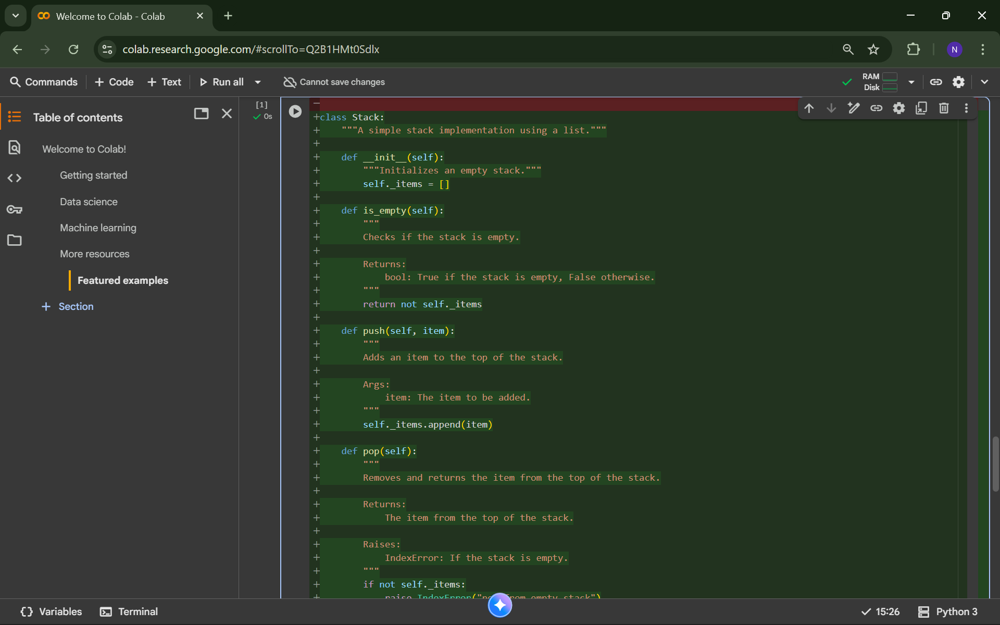 Welcome to Colab - Colab
colab.research.google.com/#scrollTo=Q2B1HMt0Sdlx
N
Commands
+ Code
+ Text
Run all
Cannot save changes
RAM
Disk
Table of contents
Welcome to Colab!
Getting started
Data science
Machine learning
More resources
Featured examples
+ Section
[1]
0s
-
+class Stack:
+    """A simple stack implementation using a list."""
+
+    def __init__(self):
+        """Initializes an empty stack."""
+        self._items = []
+
+    def is_empty(self):
+        """
+        Checks if the stack is empty.
+
+        Returns:
+            bool: True if the stack is empty, False otherwise.
+        """
+        return not self._items
+
+    def push(self, item):
+        """
+        Adds an item to the top of the stack.
+
+        Args:
+            item: The item to be added.
+        """
+        self._items.append(item)
+
+    def pop(self):
+        """
+        Removes and returns the item from the top of the stack.
+
+        Returns:
+            The item from the top of the stack.
+
+        Raises:
+            IndexError: If the stack is empty.
+        """
+        if not self._items:
+            raise IndexError(" from empty stack")
Variables
Terminal
15:26
Python 3